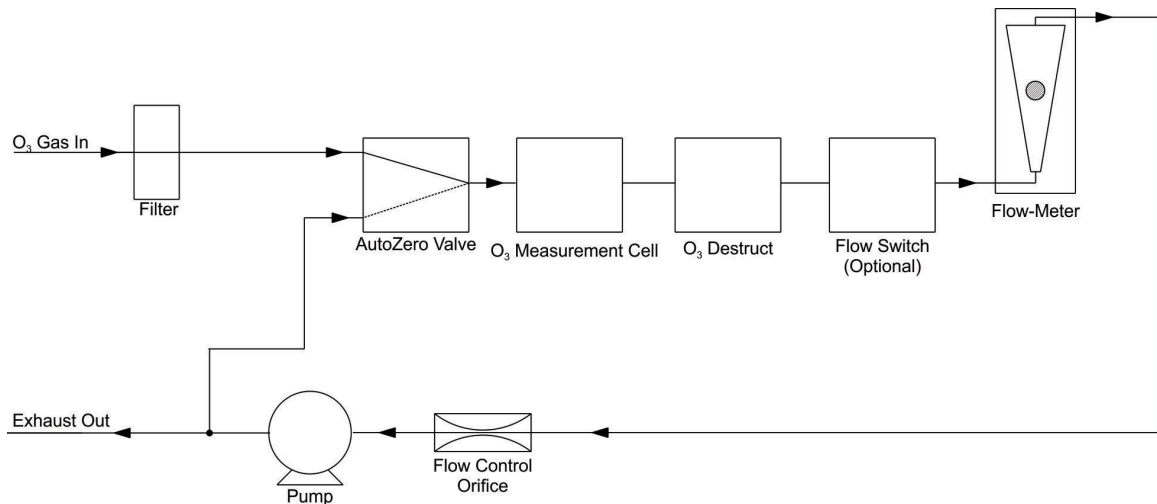 O₃ Gas In
Filter
AutoZero Valve
O₃ Measurement Cell
O₃ Destruct
Flow Switch
(Optional)
Flow-Meter
Exhaust Out
Pump
Flow Control
Orifice